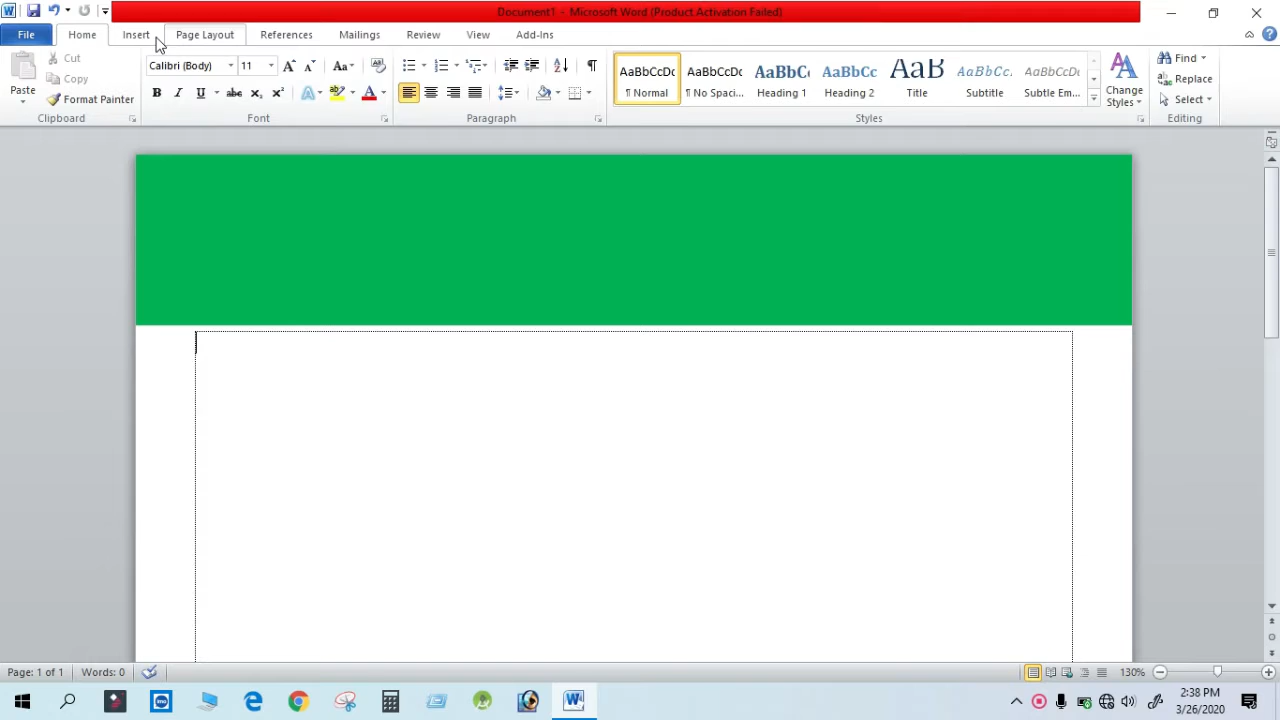 Document1 - Microsoft Word (Product Activation Failed)
File Home Insert Page Layout References Mailings Review View Add-Ins
Paste
Cut
Copy
Format Painter
Clipboard
Calibri (Body) 11
Font
Paragraph
AaBbCcDc AaBbCcDc AaBbCc AaBbCc AaB AaBbCc. AaBbCcDc
¶ Normal ¶ No Spaci... Heading 1 Heading 2 Title Subtitle Subtle Em...
Change
Styles
Styles
Find
Replace
Select
Editing
Page: 1 of 1 Words: 0 130%
2:38 PM
3/26/2020